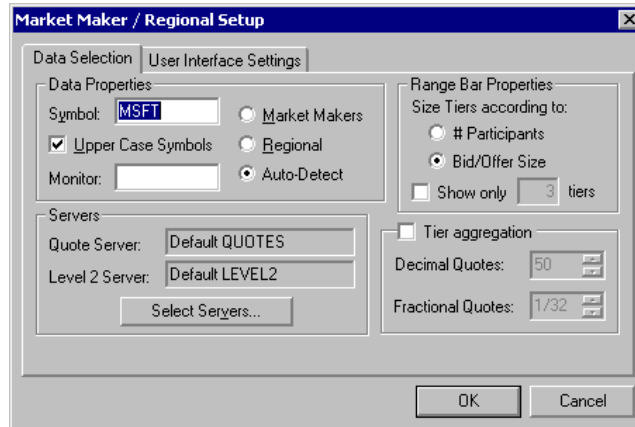 Market Maker / Regional Setup
Data Selection
User Interface Settings
Data Properties
Symbol: MSFT
Upper Case Symbols
Monitor:
Market Makers
Regional
Auto-Detect
Range Bar Properties
Size Tiers according to:
# Participants
Bid/Offer Size
Show only 3 tiers
Servers
Quote Server: Default QUOTES
Level 2 Server: Default LEVEL2
Select Servers...
Tier aggregation
Decimal Quotes: 50
Fractional Quotes: 1/32
OK
Cancel